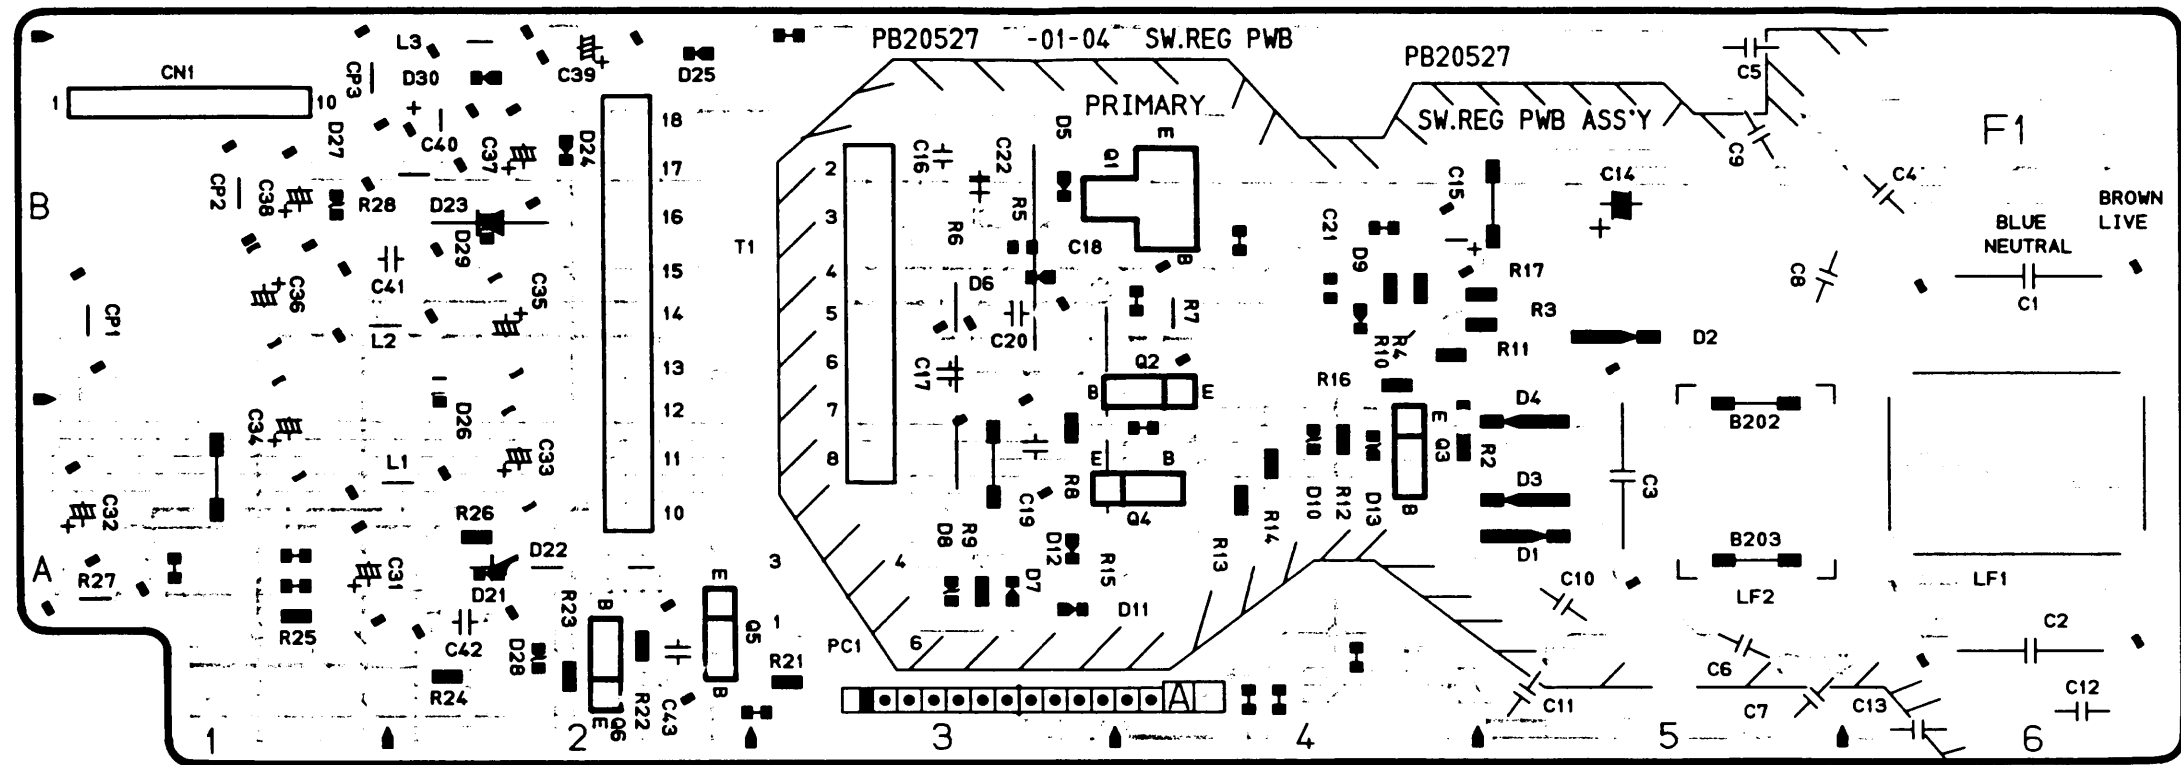 PB20527 -01-04 SW.REG PWB
PB20527
SW.REG PWB ASS'Y
PRIMARY
CN1
1
10
CP3
L3
D30
C39
D25
C5
F1
C40
D27
C37
D24
18
17
16
15
14
13
12
11
10
CP2
C38
R28
D23
D29
B
T1
C36
C41
C35
CP1
L2
C34
D26
C33
L1
C32
R26
D22
A
R27
C31
D21
R25
C42
D28
R23
B
E
Q6
R24
R22
C43
E
Q5
B
R21
3
1
4
6
PC1
2
3
4
5
6
7
8
C16
C22
D5
Q1
E
B
R6
R5
C18
D6
C20
R7
C17
Q2
B
E
E
B
Q4
R8
C19
D8
R9
D12
D7
R15
D11
R13
R14
C15
C14
C21
D9
R17
R3
R10
R4
R11
D2
R16
E
Q3
B
R2
D4
D3
D1
D10
R12
D13
C3
C9
C4
C8
BLUE
NEUTRAL
BROWN
LIVE
C1
B202
B203
LF2
LF1
C10
C2
C6
C11
C7
C13
C12
A
1
2
3
4
5
6